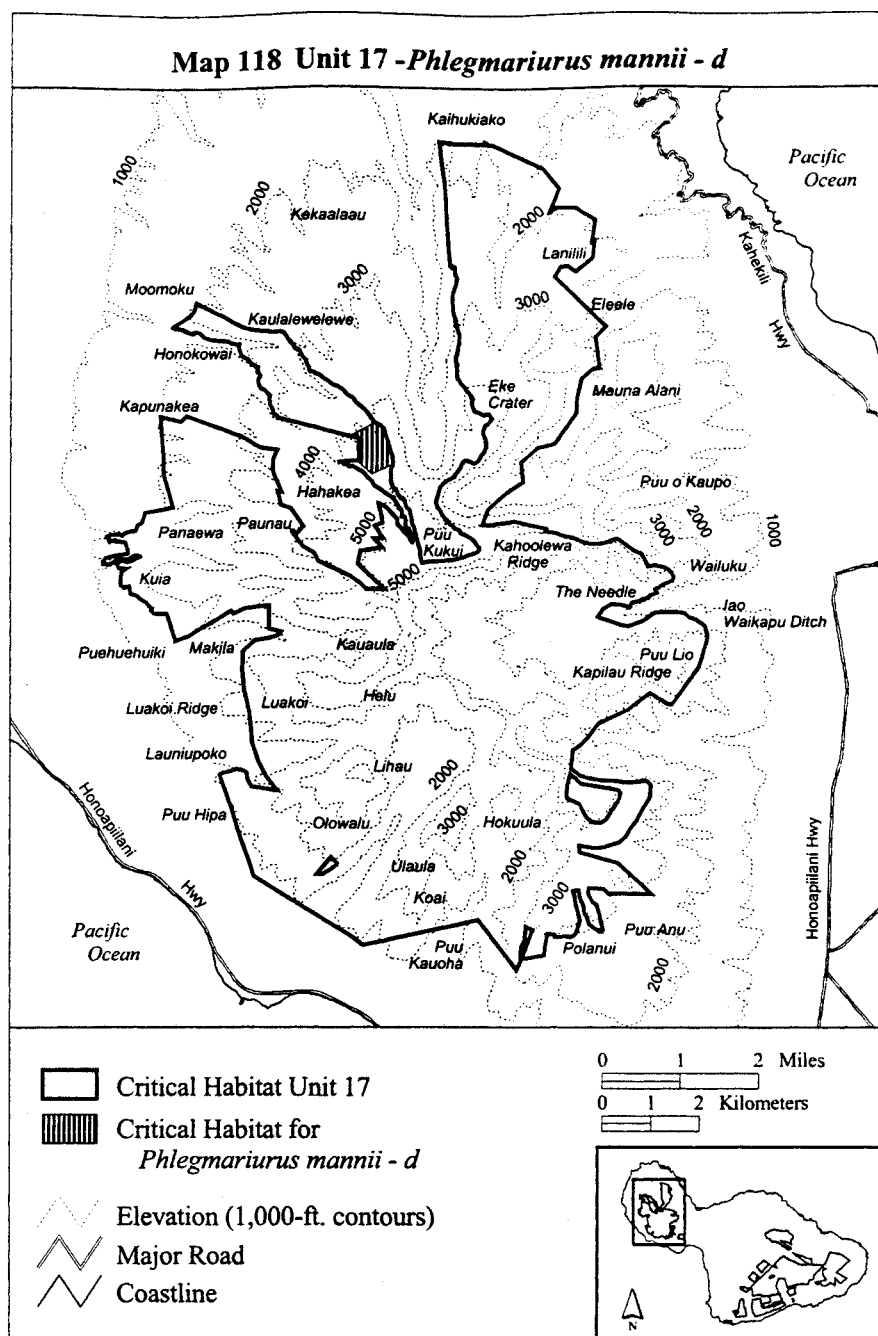 Map 118 Unit 17 -Phlegmariurus mannii - d
Kaihukiako
Pacific
Ocean
1000
2000
Kekaalaau
2000
Lanilili
Kahekili
Hwy
3000
3000
Eleele
Moomoku
Kaulalewelewe
Honokowai
Eke
Crater
Mauna Alani
Kapunakea
4000
Hahakea
Puu o Kaupo
3000
2000
1000
Panaewa
Paunau
5000
Puu
Kukui
Kahoolewa
Ridge
Wailuku
Kuia
5000
The Needle
Iao
Waikapu Ditch
Puehuehuiki
Makila
Kauaula
Puu Lio
Kapilau Ridge
Luakoi Ridge
Luakoi
Helu
Launiupoko
Lihau
2000
Honoapiilani
Hwy
Puu Hipa
Olowalu
3000
Hokuula
Honoapiilani Hwy
Ulaula
2000
Koai
3000
Pacific
Ocean
Puu
Kauoha
Polanui
Puu Anu
2000
Critical Habitat Unit 17
Critical Habitat for
Phlegmariurus mannii - d
Elevation (1,000-ft. contours)
Major Road
Coastline
0 1 2 Miles
0 1 2 Kilometers
N